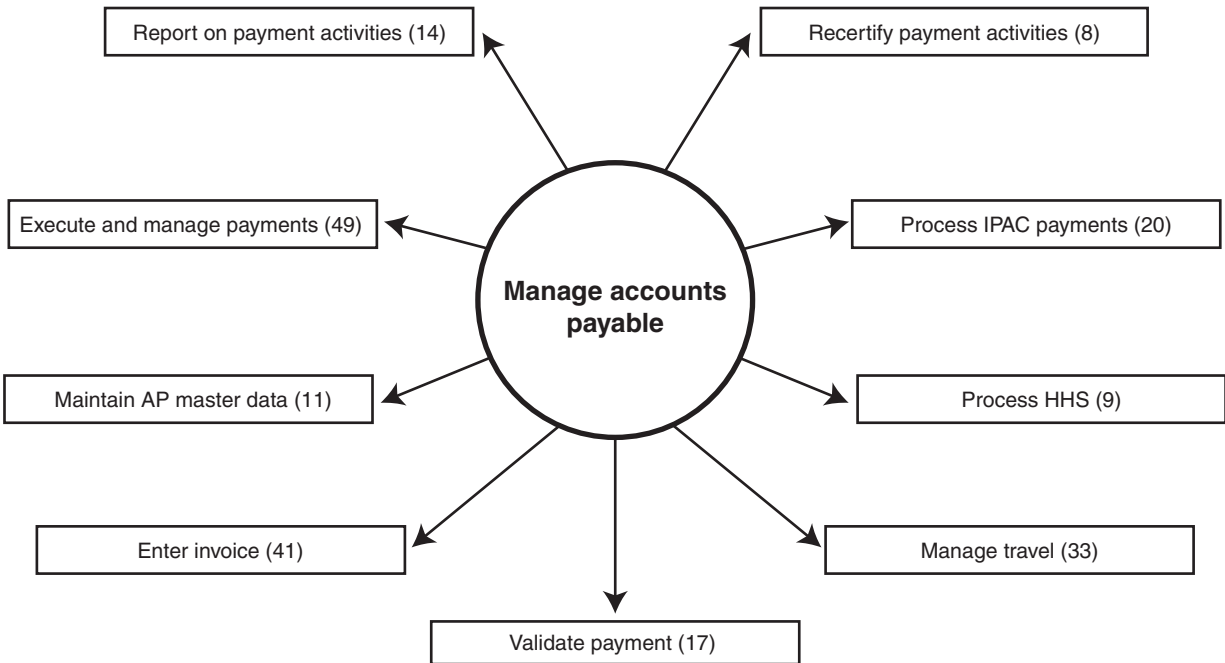 Report on payment activities (14)
Recertify payment activities (8)
Execute and manage payments (49)
Process IPAC payments (20)
Manage accounts
payable
Maintain AP master data (11)
Process HHS (9)
Enter invoice (41)
Manage travel (33)
Validate payment (17)